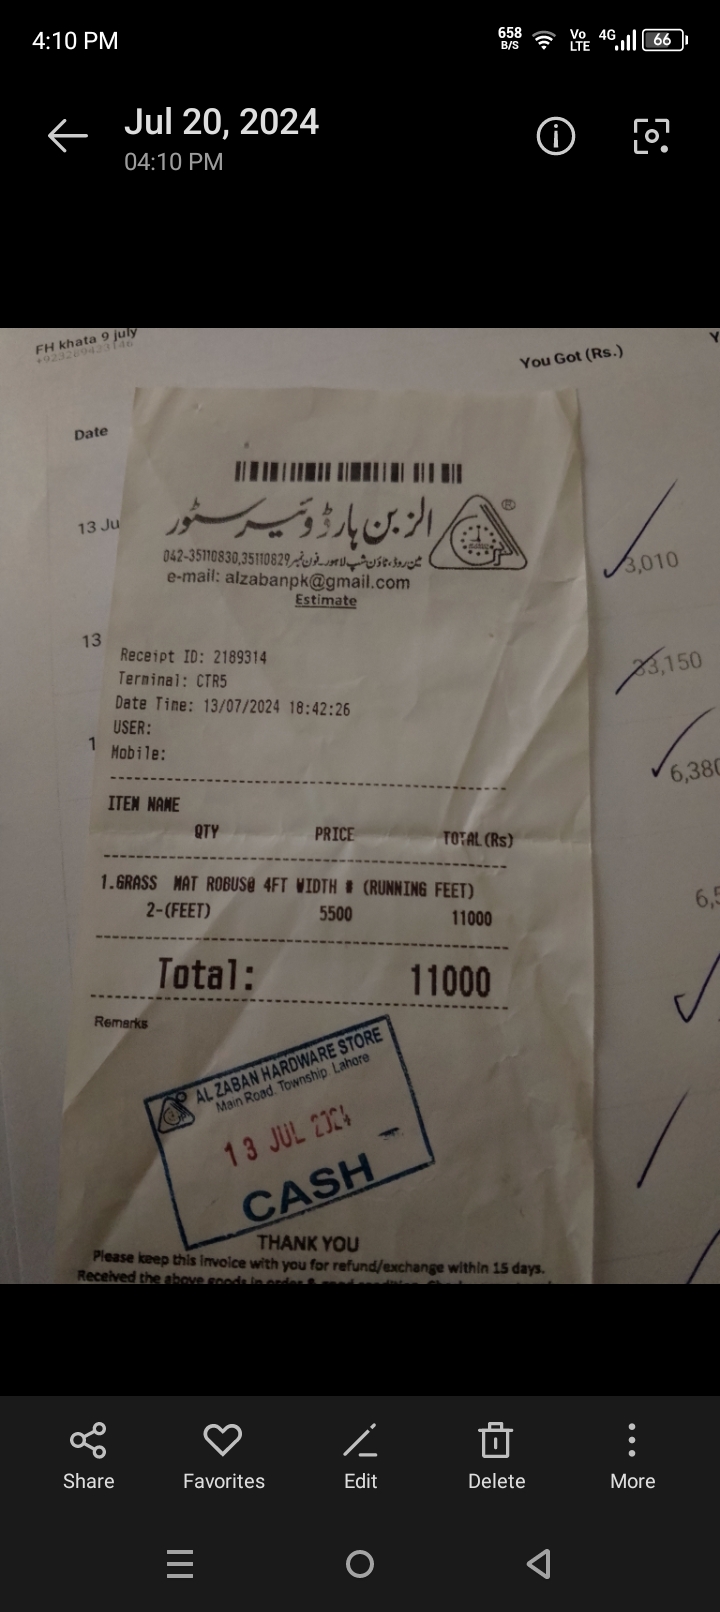 4:10 PM
658 B/S Vo LTE 4G 66
Jul 20, 2024
04:10 PM
FH khata 9 july
+923269423146
You Got (Rs.)
Date
13 Ju
3,010
13
33,150
1
6,380
6,5
الزبن ہارڈوئیر سٹور
®
مین روڈ، ٹاؤن شپ لاہور۔فون نمبر 042-35110830,35110829
e-mail: alzabanpk@gmail.com
Estimate
Receipt ID: 2189314
Terminal: CTR5
Date Time: 13/07/2024 18:42:26
USER:
Mobile:
ITEM NAME
QTY PRICE TOTAL(Rs)
1.GRASS MAT ROBUS@ 4FT WIDTH # (RUNNING FEET)
2-(FEET) 5500 11000
Total: 11000
Remarks
AL ZABAN HARDWARE STORE
Main Road, Township, Lahore
13 JUL 2024
CASH
THANK YOU
Please keep this invoice with you for refund/exchange within 15 days.
Received the above goods in order & good condition.
Share
Favorites
Edit
Delete
More